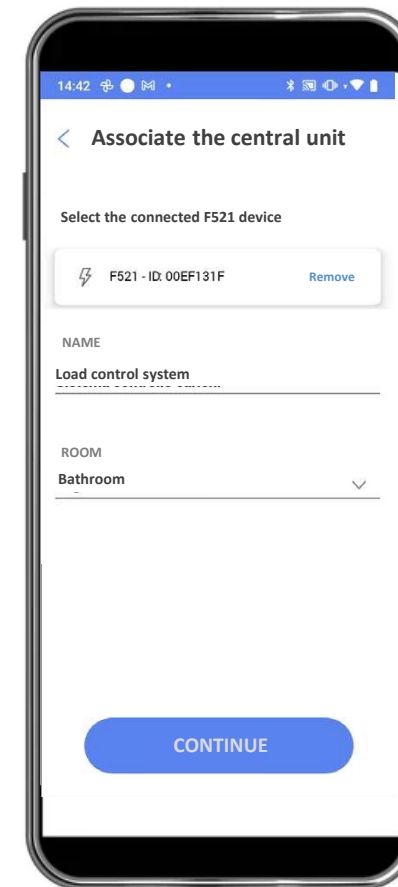 14:42
Associate the central unit
Select the connected F521 device
F521 - ID: 00EF131F Remove
NAME
Load control system
ROOM
Bathroom
CONTINUE